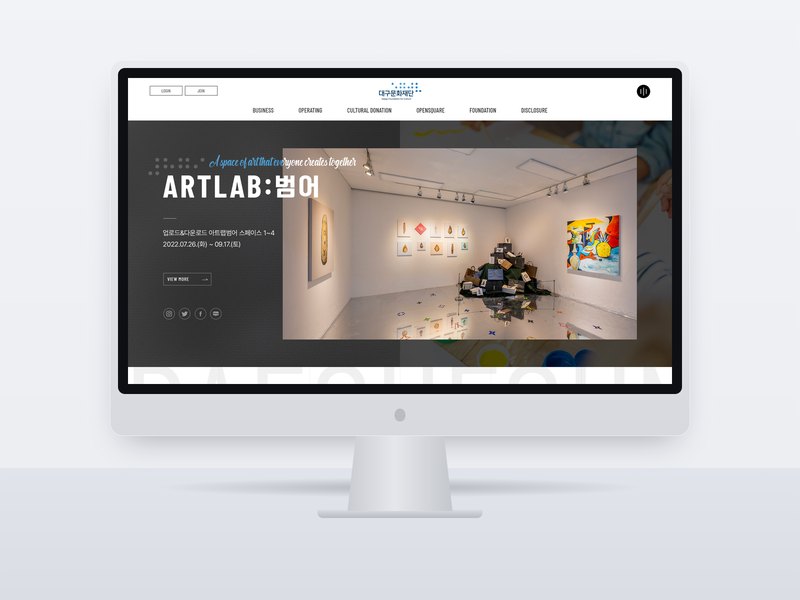 LOGIN
JOIN
대구문화재단
BUSINESS
OPERATING
CULTURAL DONATION
OPENSQUARE
FOUNDATION
DISCLOSURE
A space of art that everyone creates together
ARTLAB:범어
업로드&다운로드 아트랩범어 스페이스 1~4
2022.07.26.(화) ~ 09.17.(토)
VIEW MORE